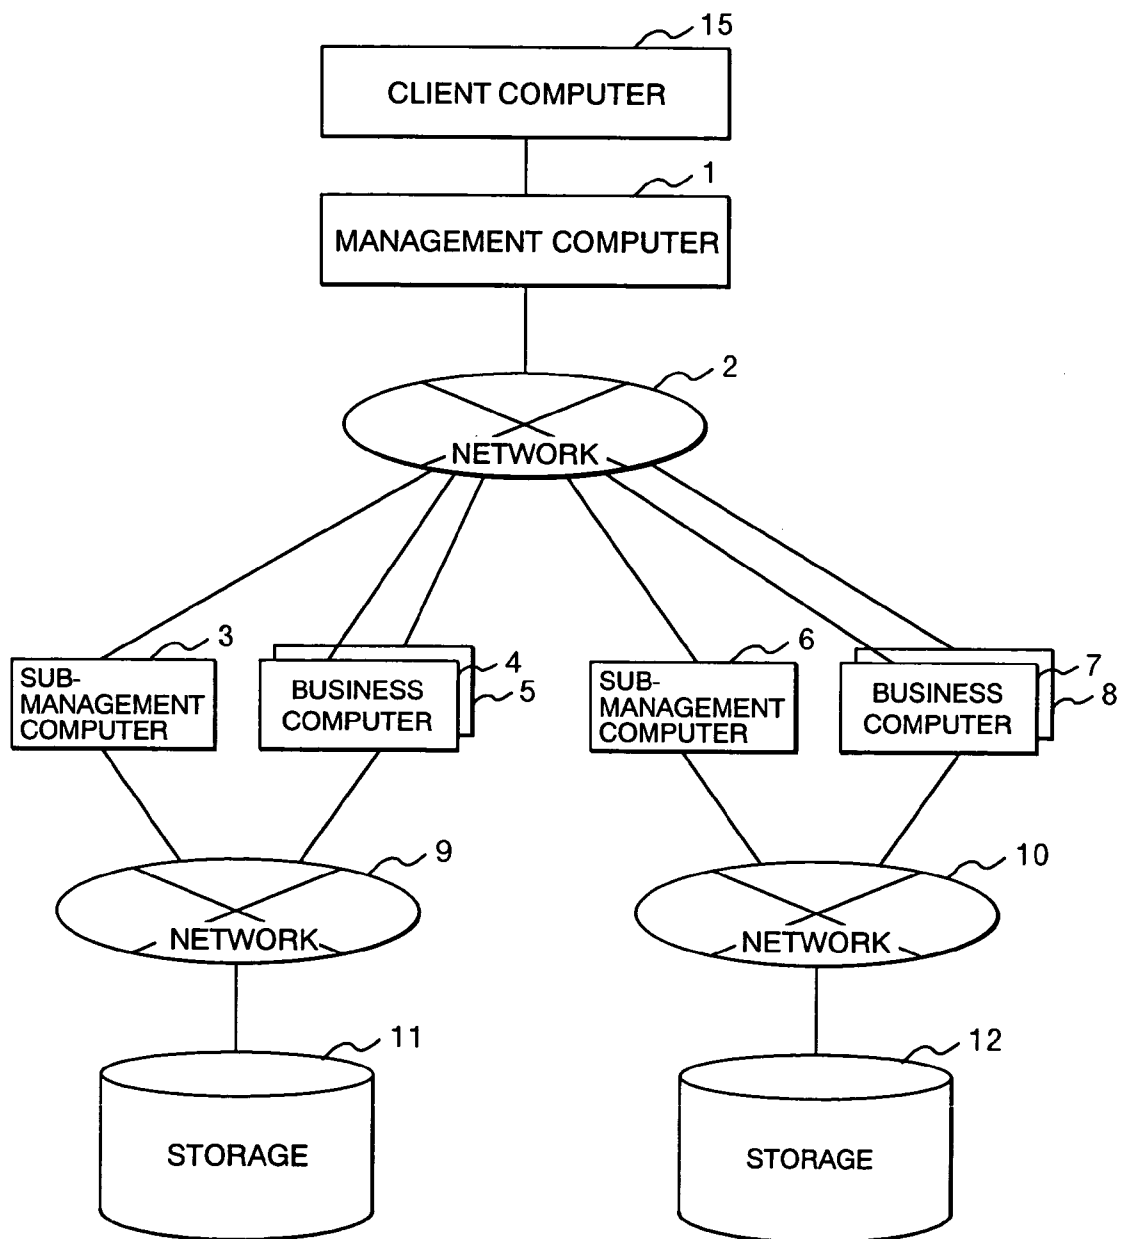 15
CLIENT COMPUTER
1
MANAGEMENT COMPUTER
2
NETWORK
3
SUB-
MANAGEMENT
COMPUTER
4
5
BUSINESS
COMPUTER
6
SUB-
MANAGEMENT
COMPUTER
7
8
BUSINESS
COMPUTER
9
NETWORK
10
NETWORK
11
STORAGE
12
STORAGE